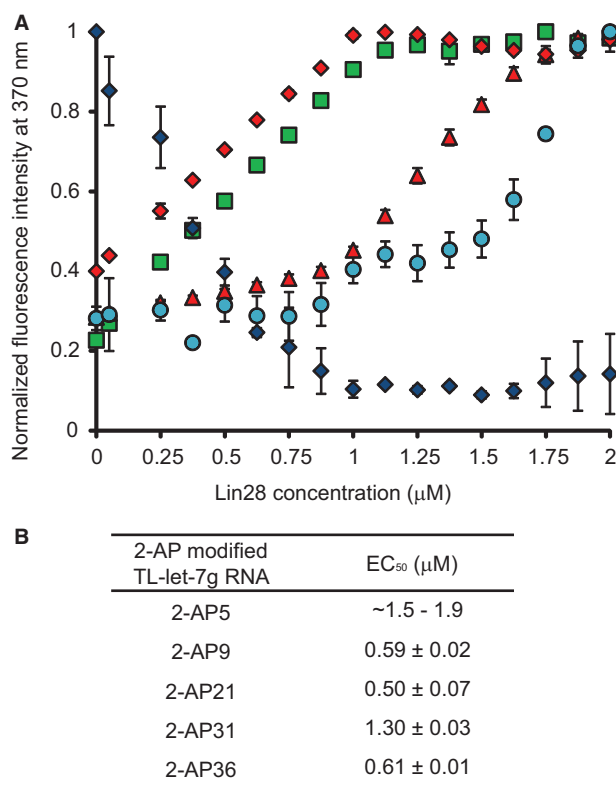 A
Normalized fluorescence intensity at 370 nm
1
0.8
0.6
0.4
0.2
0
0 0.25 0.5 0.75 1 1.25 1.5 1.75 2
Lin28 concentration (μM)
B
2-AP modified TL-let-7g RNA EC₅₀ (μM)
2-AP5 ~1.5 - 1.9
2-AP9 0.59 ± 0.02
2-AP21 0.50 ± 0.07
2-AP31 1.30 ± 0.03
2-AP36 0.61 ± 0.01